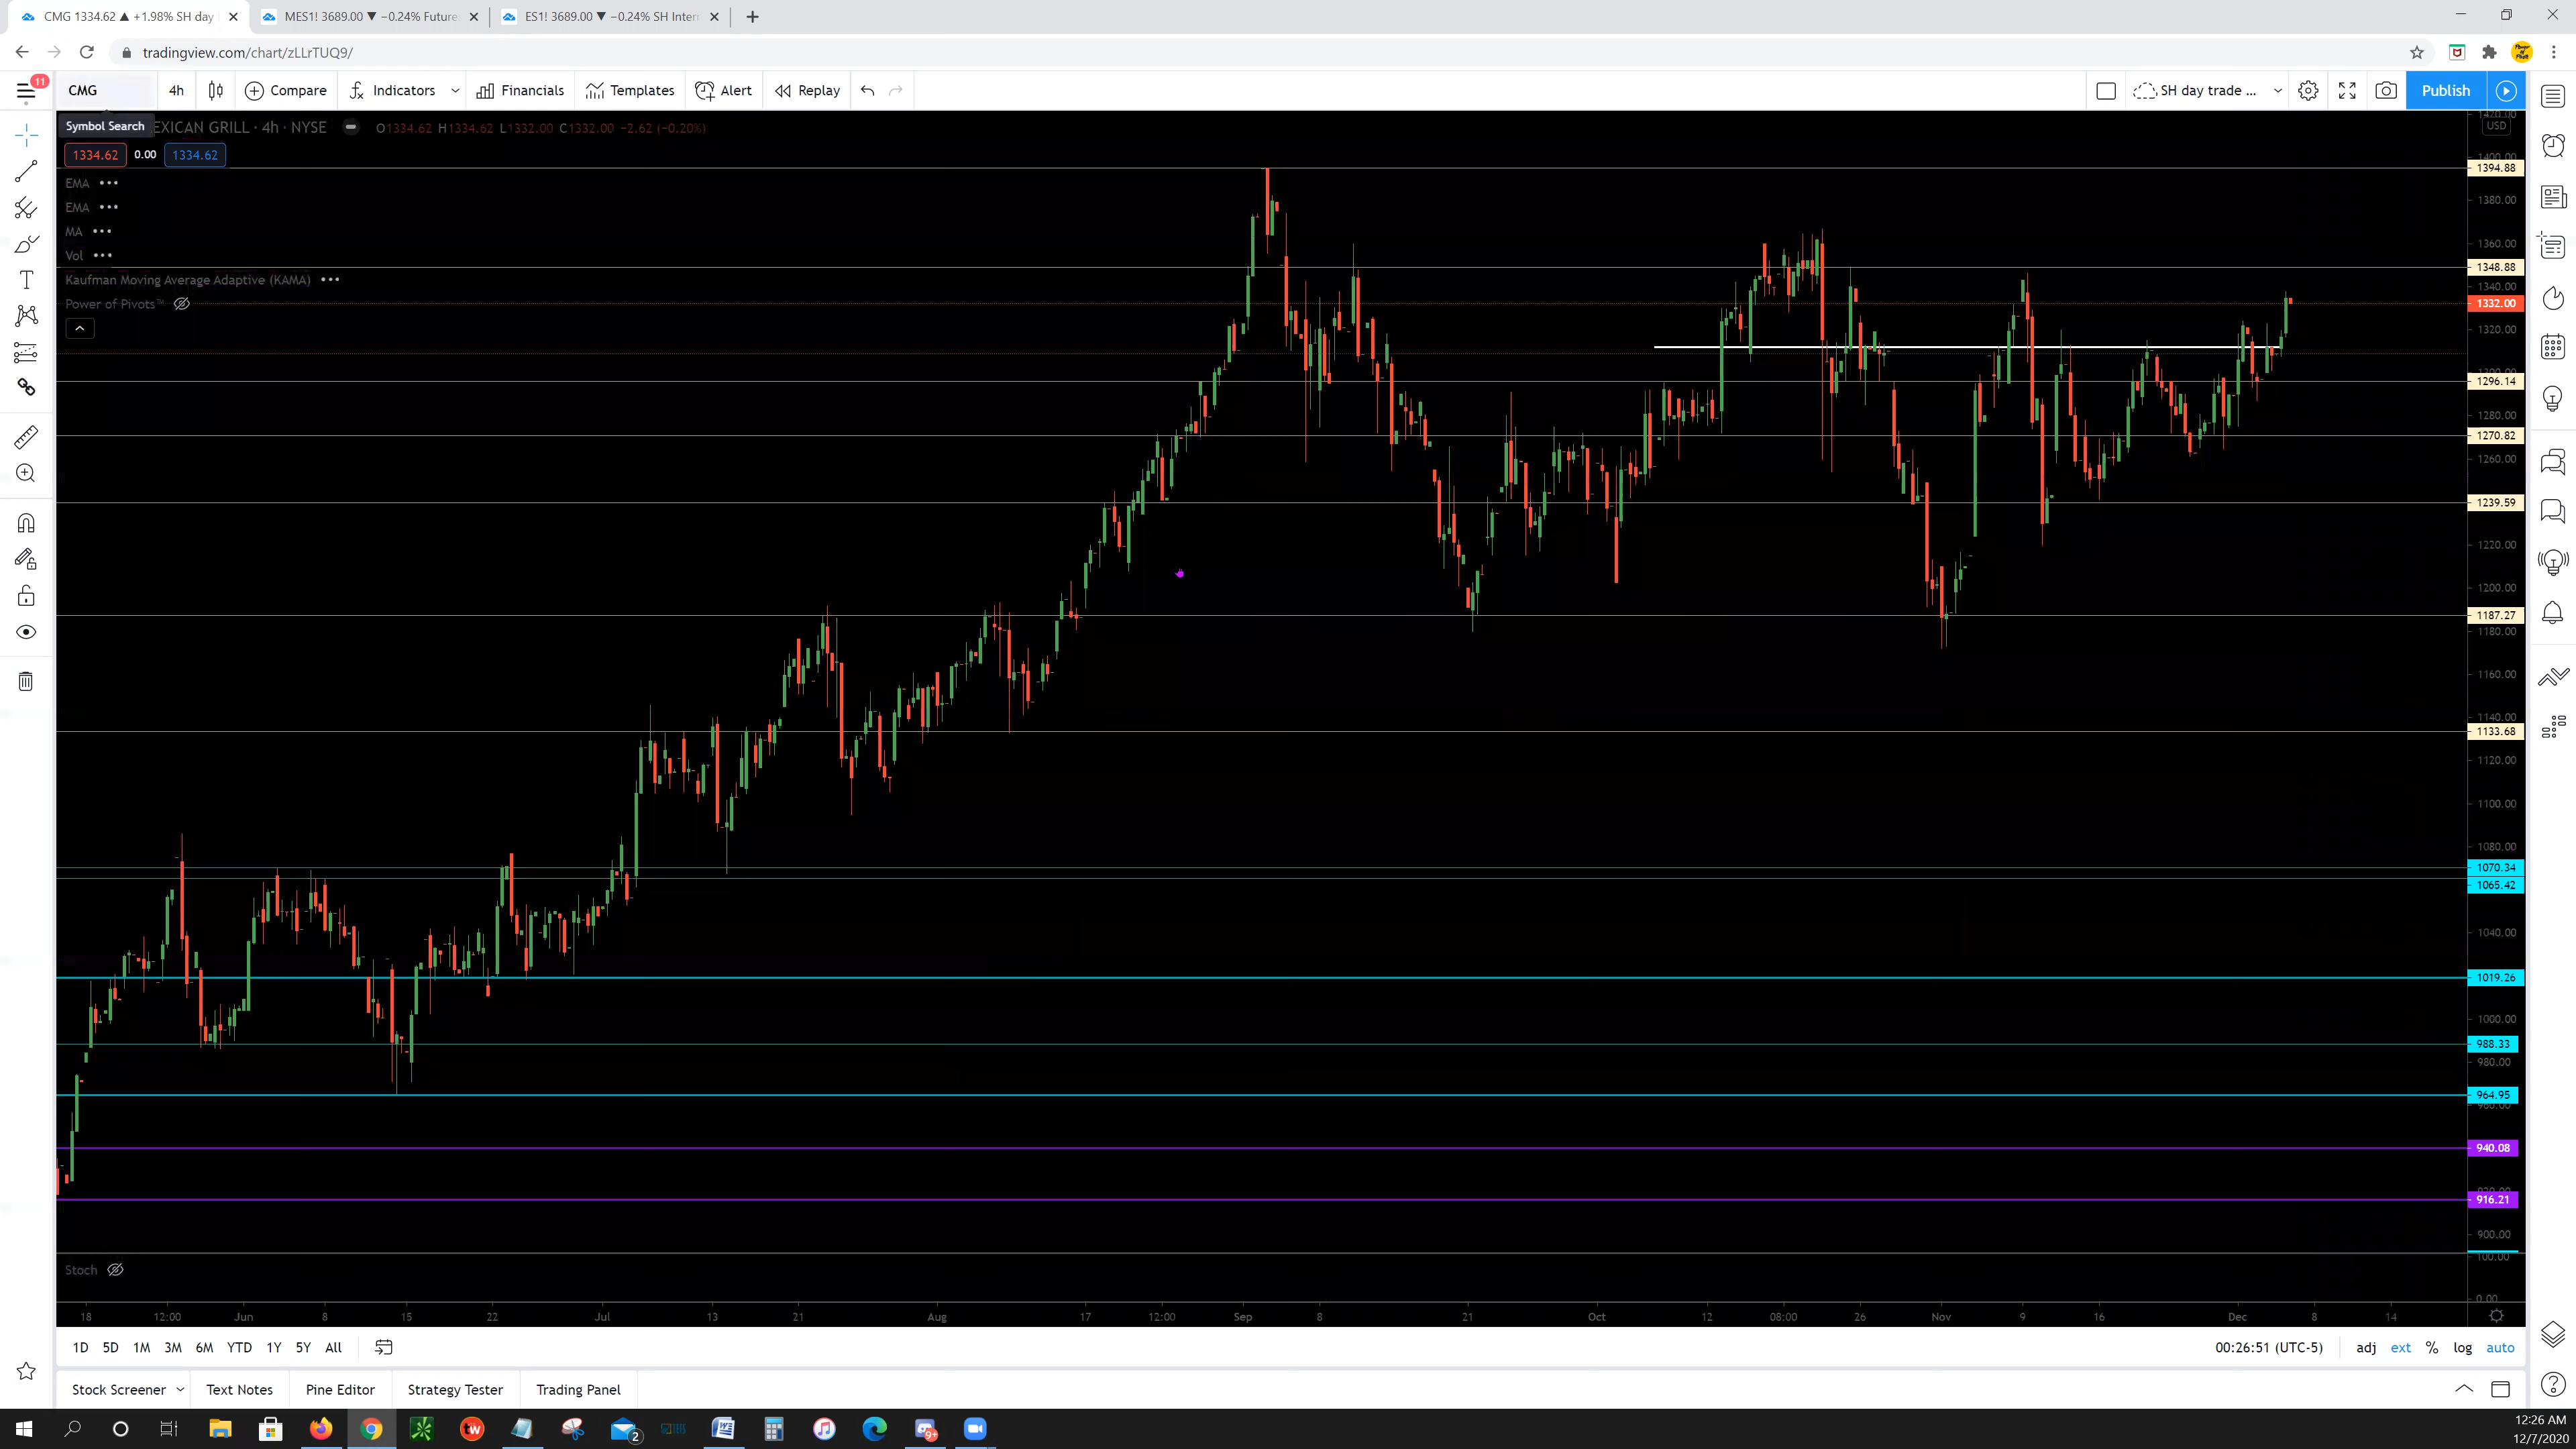 CMG 1334.62 ▲ +1.98% SH day
MES1! 3689.00 ▼ −0.24% Future
ES1! 3689.00 ▼ −0.24% SH Inter
tradingview.com/chart/zLLrTUQ9/
11
CMG
4h
Compare
Indicators
Financials
Templates
Alert
Replay
SH day trade ...
Publish
Symbol Search
EXICAN GRILL · 4h · NYSE
O1334.62 H1334.62 L1332.00 C1332.00 −2.62 (−0.20%)
1334.62 0.00 1334.62
EMA
EMA
MA
Vol
Kaufman Moving Average Adaptive (KAMA)
Power of Pivots™
USD
1394.88
1380.00
1360.00
1348.88
1340.00
1332.00
1320.00
1296.14
1280.00
1270.82
1260.00
1239.59
1220.00
1200.00
1187.27
1180.00
1160.00
1140.00
1133.68
1120.00
1100.00
1080.00
1070.34
1065.42
1040.00
1019.26
1000.00
988.33
980.00
964.95
940.08
916.21
900.00
100.00
0.00
Stoch
18 12:00 Jun 8 15 22 Jul 13 21 Aug 17 12:00 Sep 8 21 Oct 12 08:00 26 Nov 9 16 Dec 8 14
1D 5D 1M 3M 6M YTD 1Y 5Y All
00:26:51 (UTC-5) adj ext % log auto
Stock Screener Text Notes Pine Editor Strategy Tester Trading Panel
2
9+
12:26 AM
12/7/2020